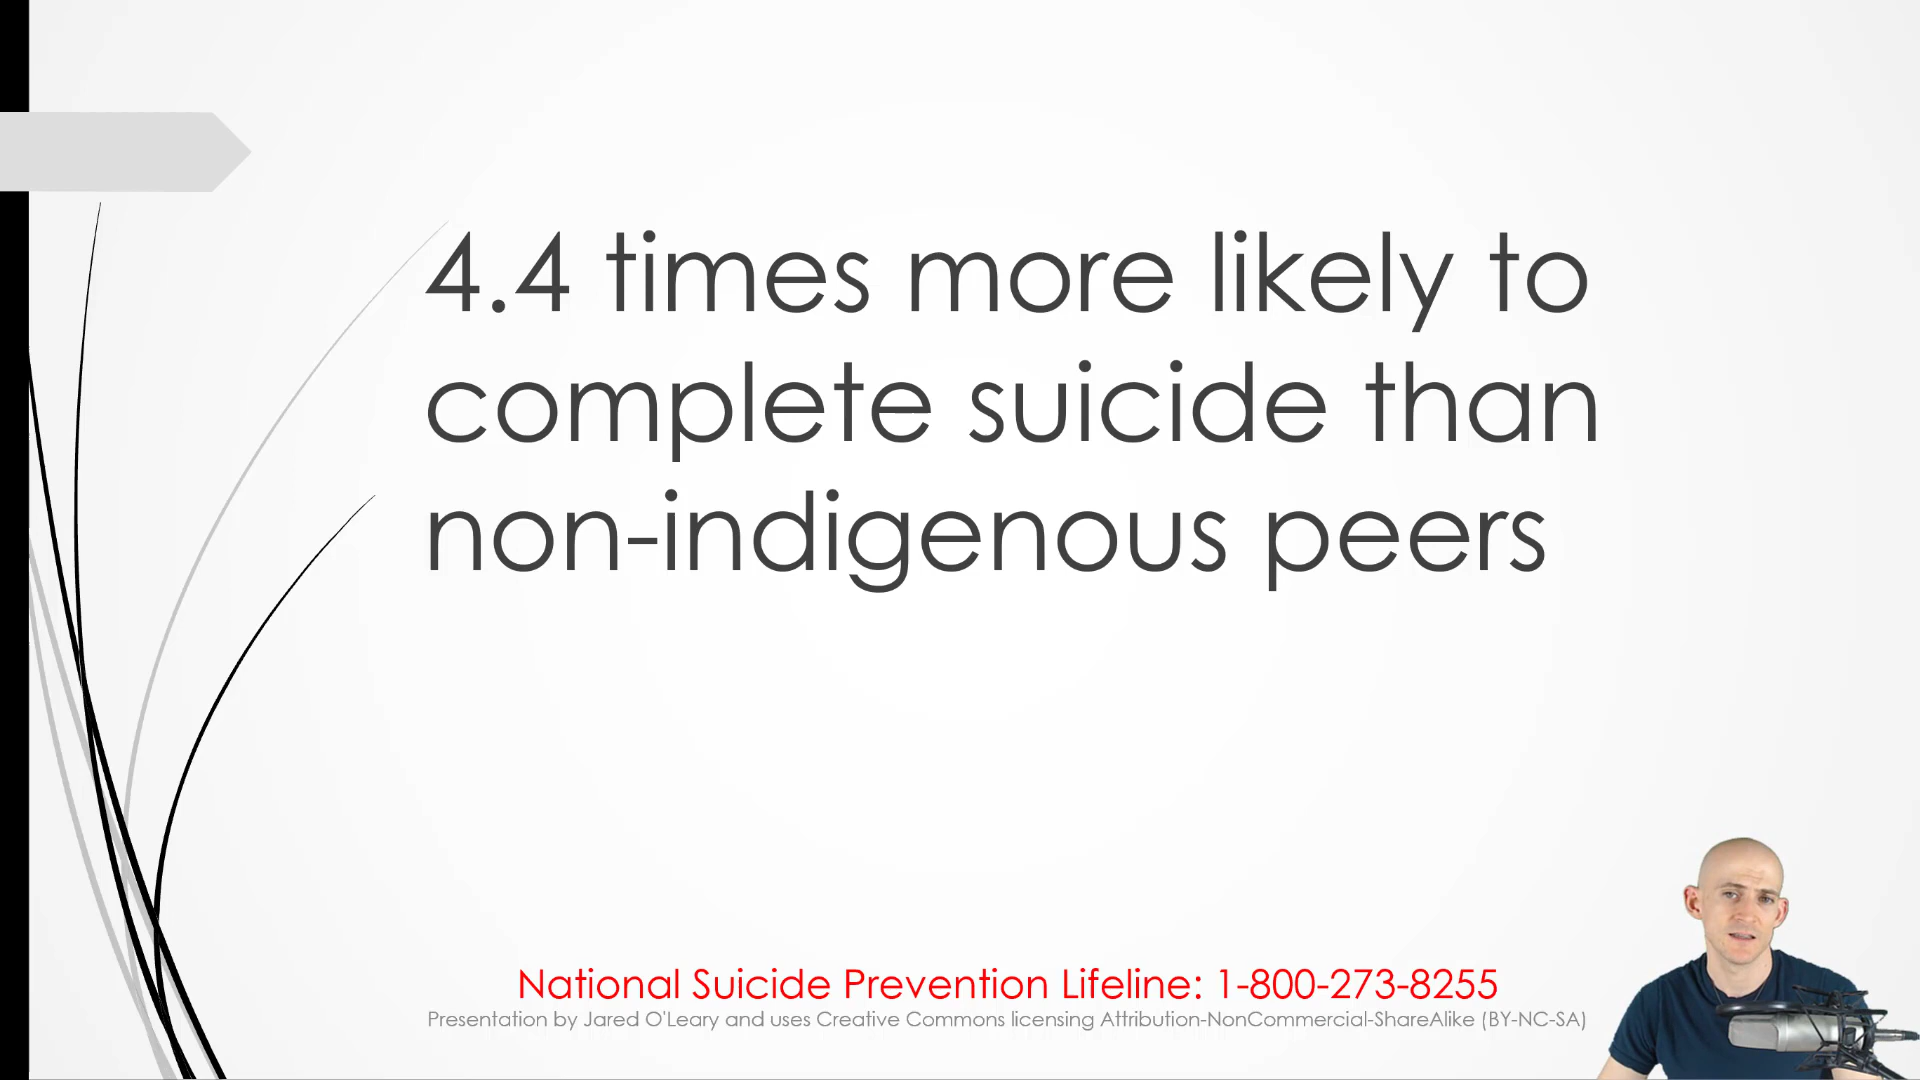 4.4 times more likely to
complete suicide than
non-indigenous peers
National Suicide Prevention Lifeline: 1-800-273-8255
Presentation by Jared O'Leary and uses Creative Commons licensing Attribution-NonCommercial-ShareAlike (BY-NC-SA)